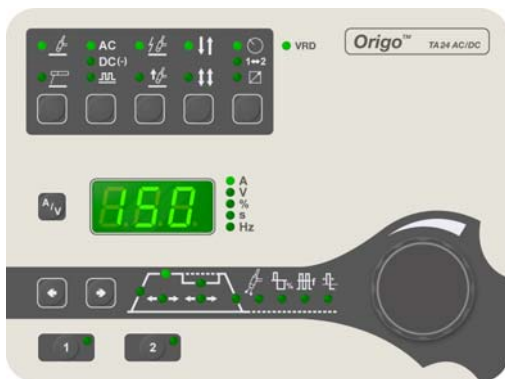 AC
VRD
Origo™ TA24 AC/DC
DC(-)
1↔2
A/V
150
A
V
%
s
Hz
%
f
1
2